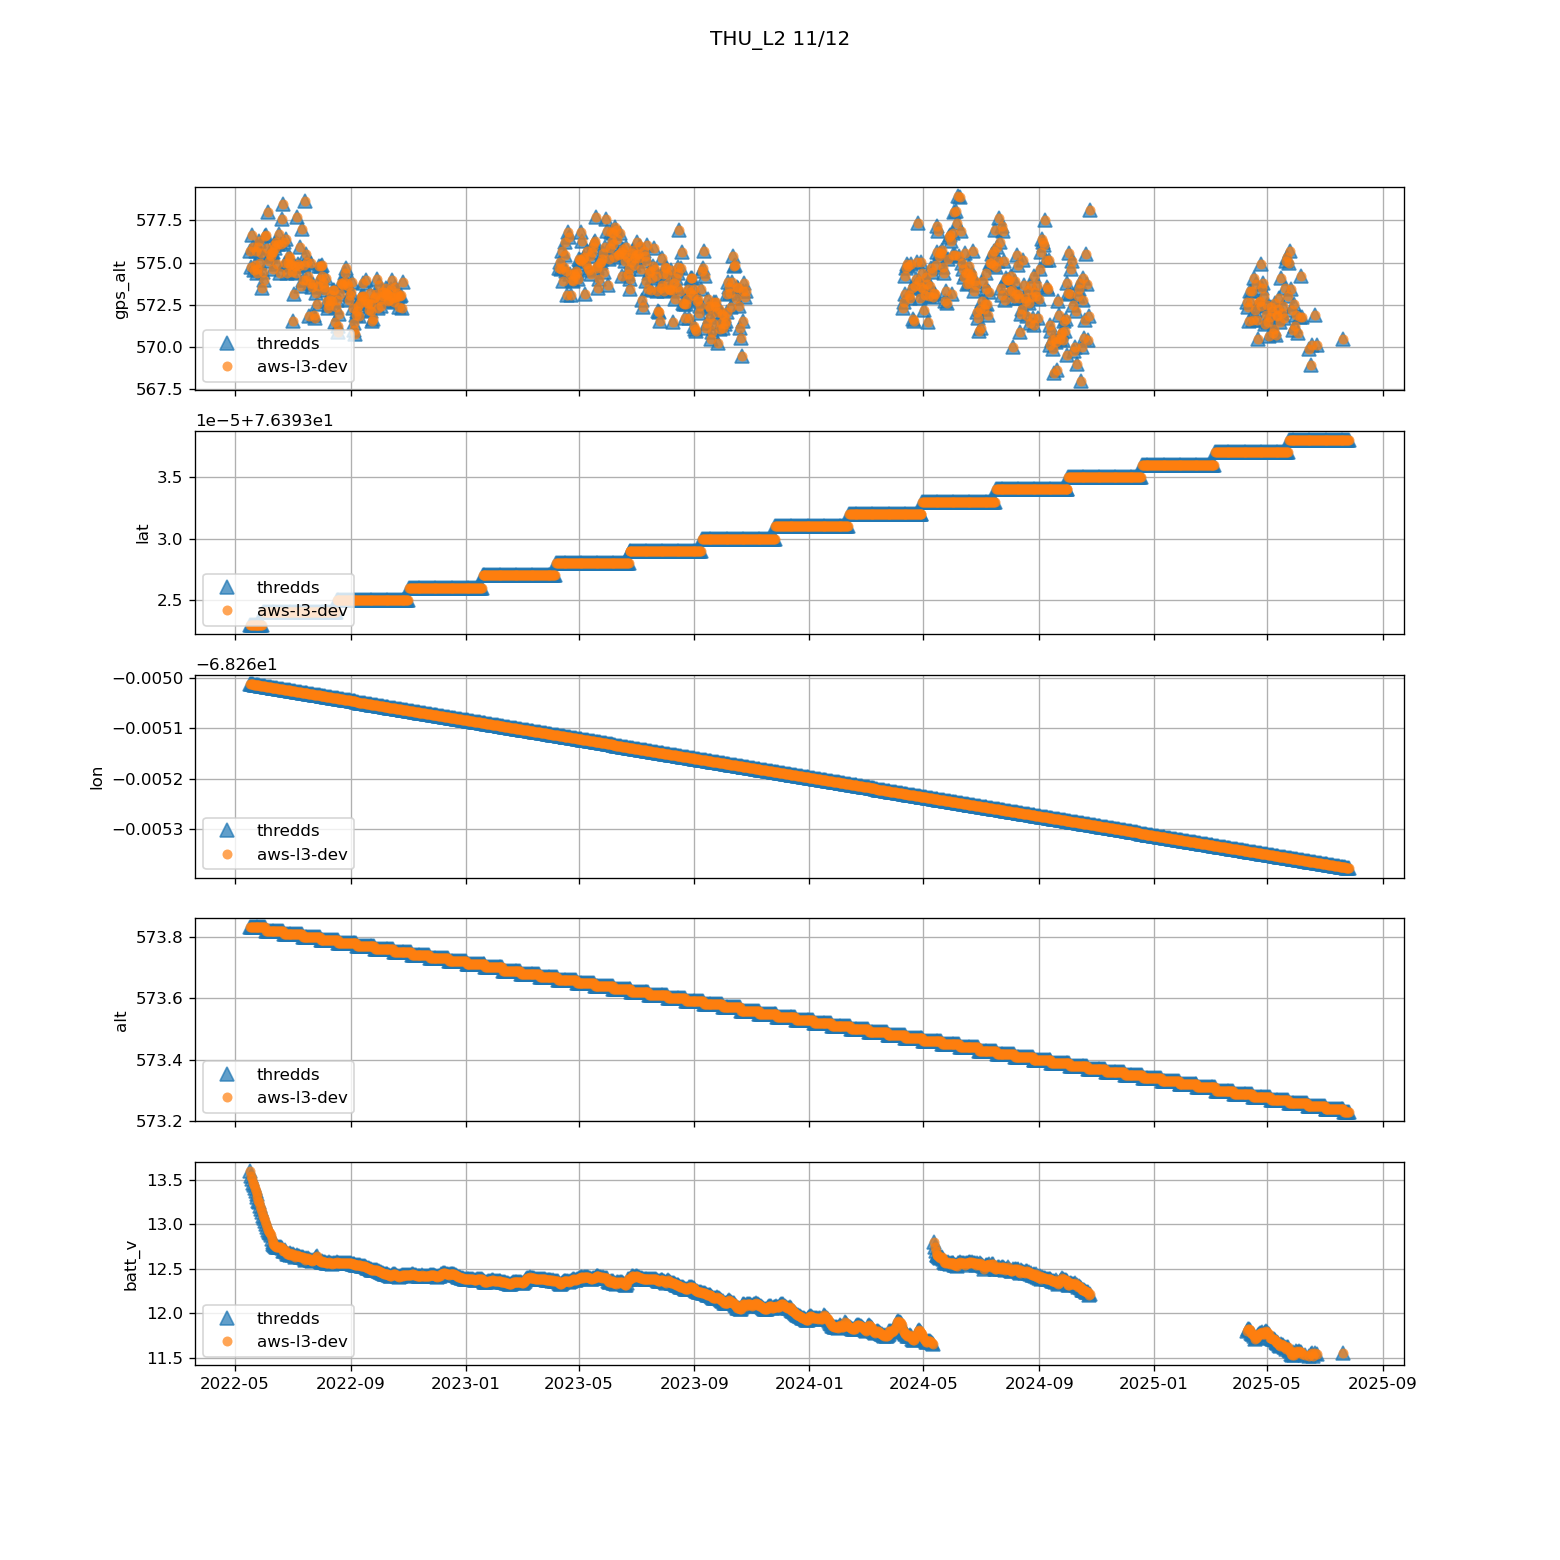 THU_L2 11/12
577.5
575.0
572.5
570.0
567.5
gps_alt
thredds
aws-l3-dev
1e−5+7.6393e1
3.5
3.0
2.5
lat
thredds
aws-l3-dev
−6.826e1
−0.0050
−0.0051
−0.0052
−0.0053
lon
thredds
aws-l3-dev
573.8
573.6
573.4
573.2
alt
thredds
aws-l3-dev
13.5
13.0
12.5
12.0
11.5
batt_v
thredds
aws-l3-dev
2022-05 2022-09 2023-01 2023-05 2023-09 2024-01 2024-05 2024-09 2025-01 2025-05 2025-09